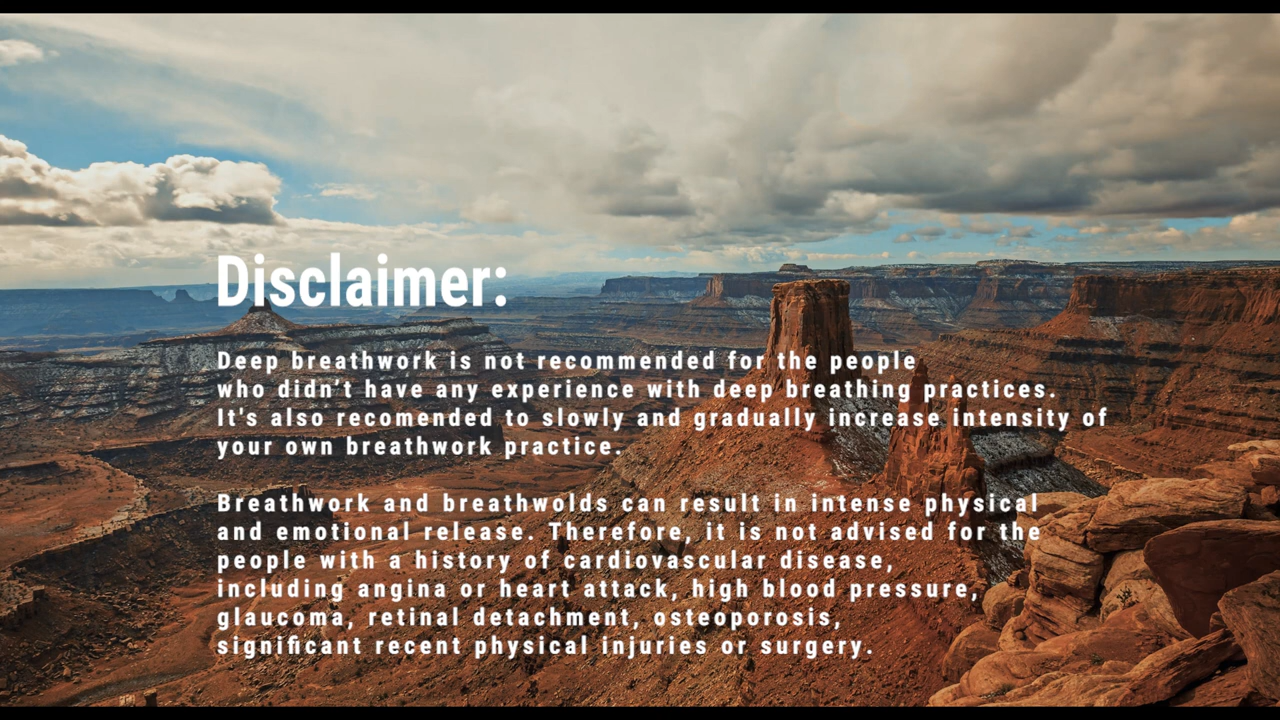 Disclaimer:
Deep breathwork is not recommended for the people
who didn't have any experience with deep breathing practices.
It's also recomended to slowly and gradually increase intensity of
your own breathwork practice.
Breathwork and breathwolds can result in intense physical
and emotional release. Therefore, it is not advised for the
people with a history of cardiovascular disease,
including angina or heart attack, high blood pressure,
glaucoma, retinal detachment, osteoporosis,
significant recent physical injuries or surgery.